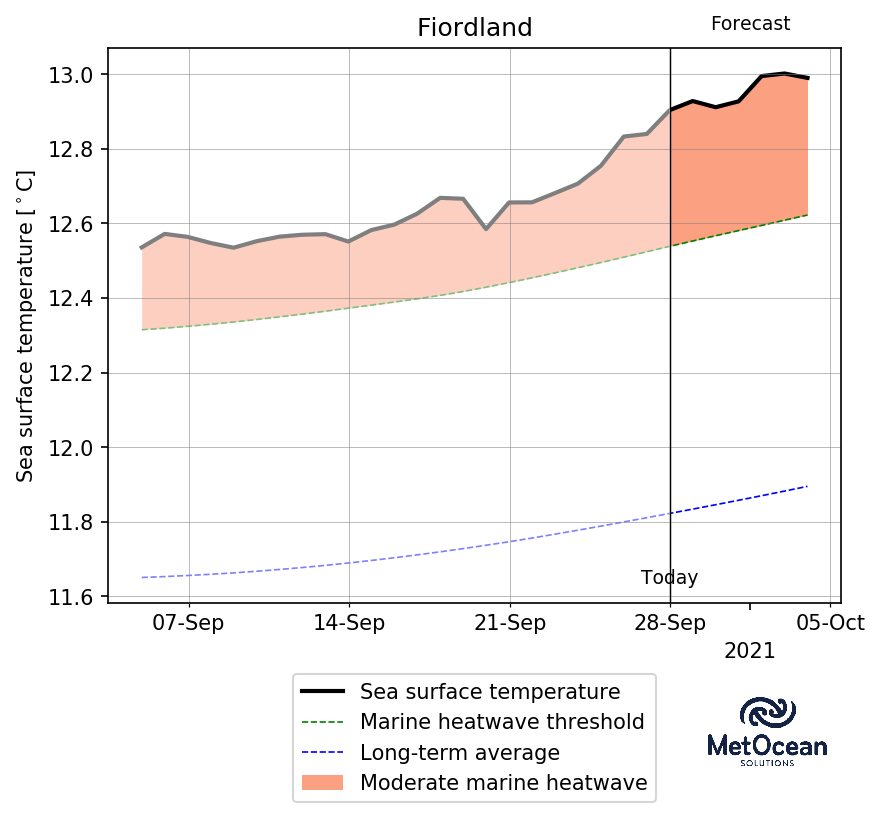 Fiordland
Forecast
Sea surface temperature [°C]
13.0
12.8
12.6
12.4
12.2
12.0
11.8
11.6
Today
07-Sep 14-Sep 21-Sep 28-Sep 05-Oct
2021
Sea surface temperature
Marine heatwave threshold
Long-term average
Moderate marine heatwave
MetOcean
SOLUTIONS